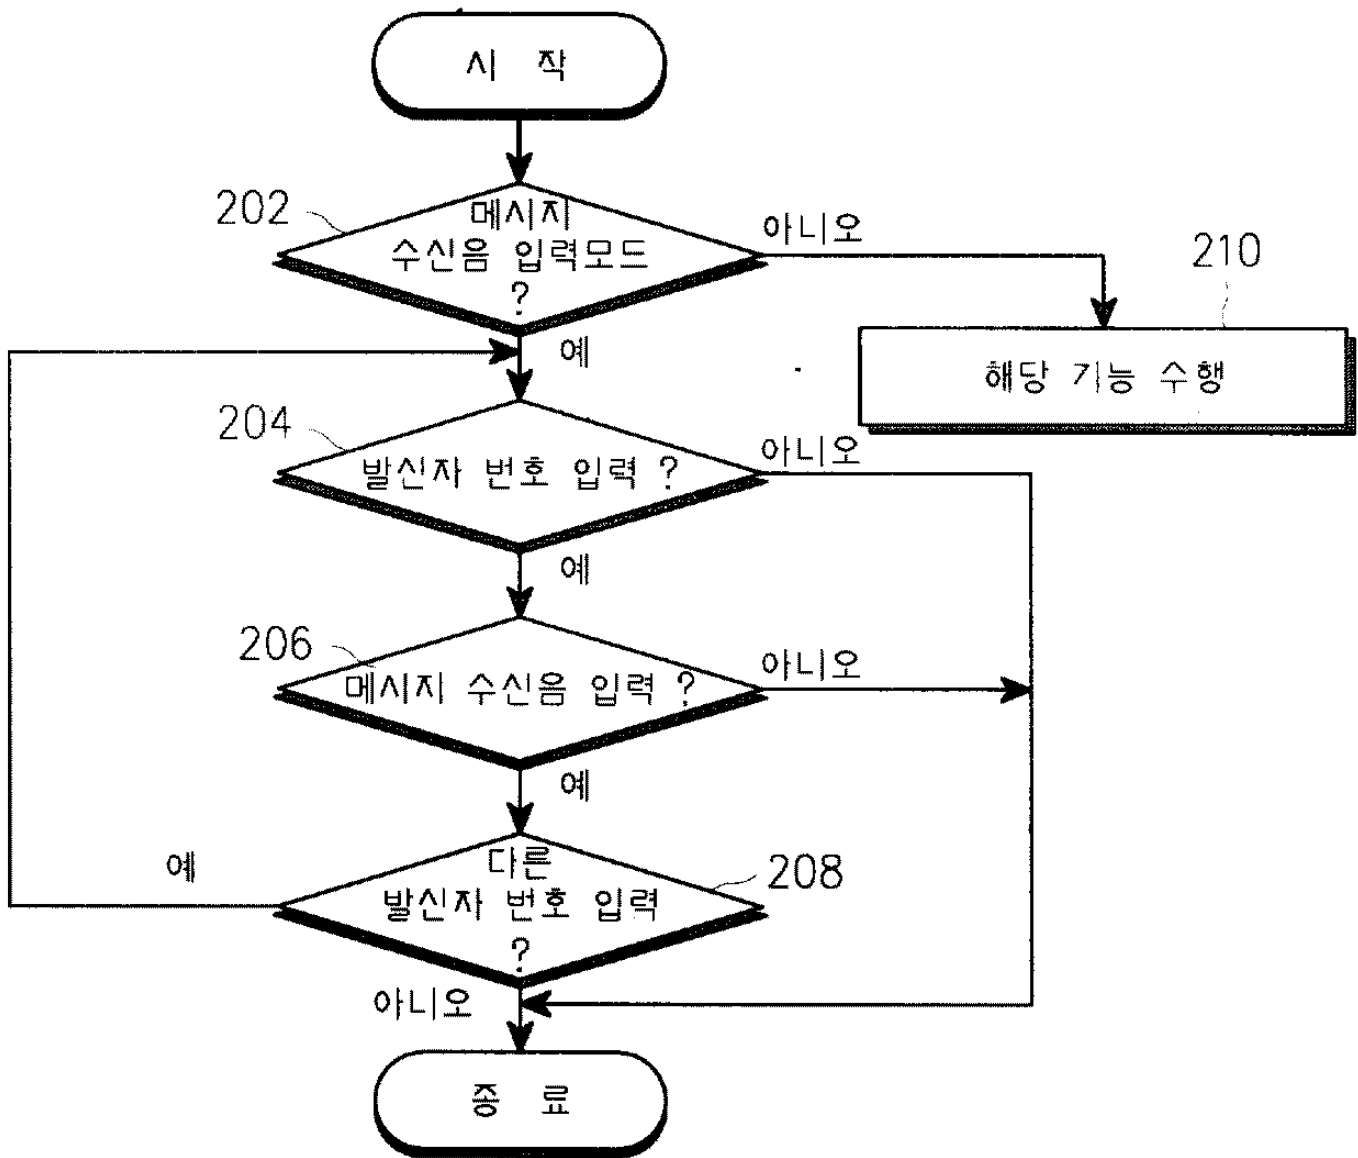 시 작
202
메시지
수신음 입력모드
?
아니오
210
예
해당 기능 수행
204
발신자 번호 입력 ?
아니오
예
206
메시지 수신음 입력 ?
아니오
예
예
다른
발신자 번호 입력
?
208
아니오
종 료